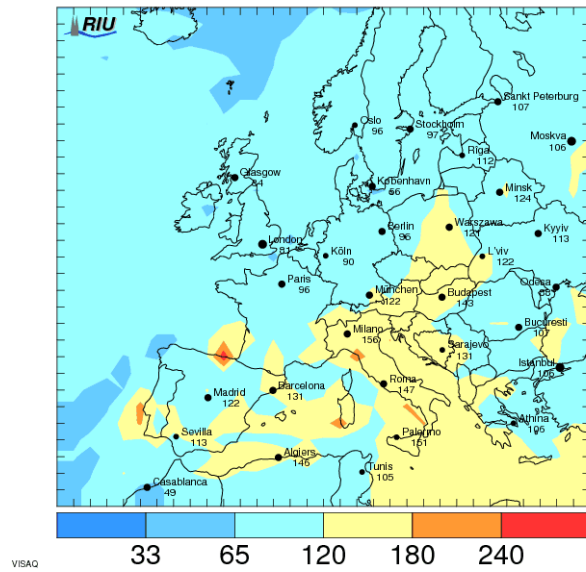 RIU
Sankt Peterburg
107
Oslo
96
Stockholm
97
Moskva
106
Riga
112
Glasgow
København
Minsk
124
Warszawa
Berlin
96
Kyyiv
113
London
Köln
90
L'viv
122
Paris
96
München
122
Budapest
143
Odesa
Bucuresti
Milano
156
Sarajevo
131
Istanbul
106
Roma
147
Barcelona
131
Madrid
122
Athina
106
Sevilla
113
Palermo
151
Algiers
146
Tunis
105
Casablanca
49
33 65 120 180 240
VISAQ